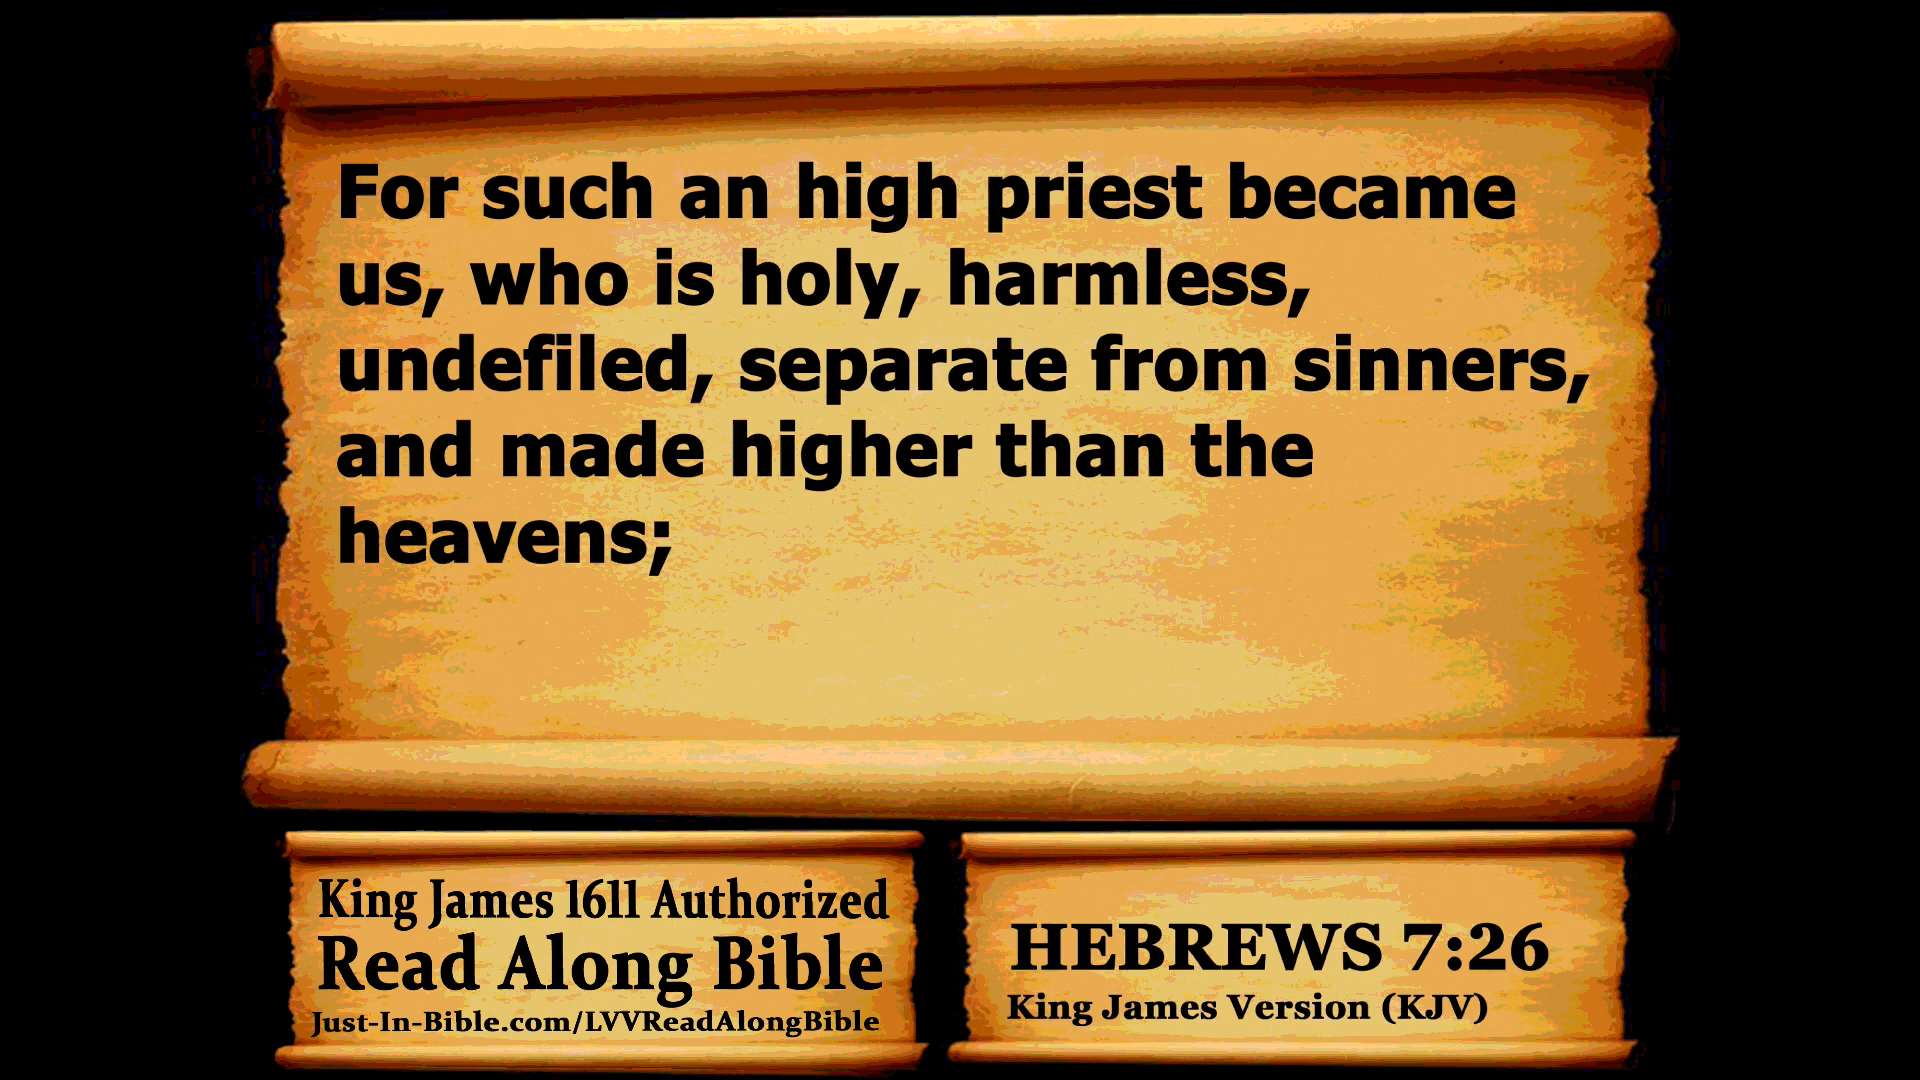 For such an high priest became
us, who is holy, harmless,
undefiled, separate from sinners,
and made higher than the
heavens;
King James 1611 Authorized
Read Along Bible
Just-In-Bible.com/LVVReadAlongBible
HEBREWS 7:26
King James Version (KJV)